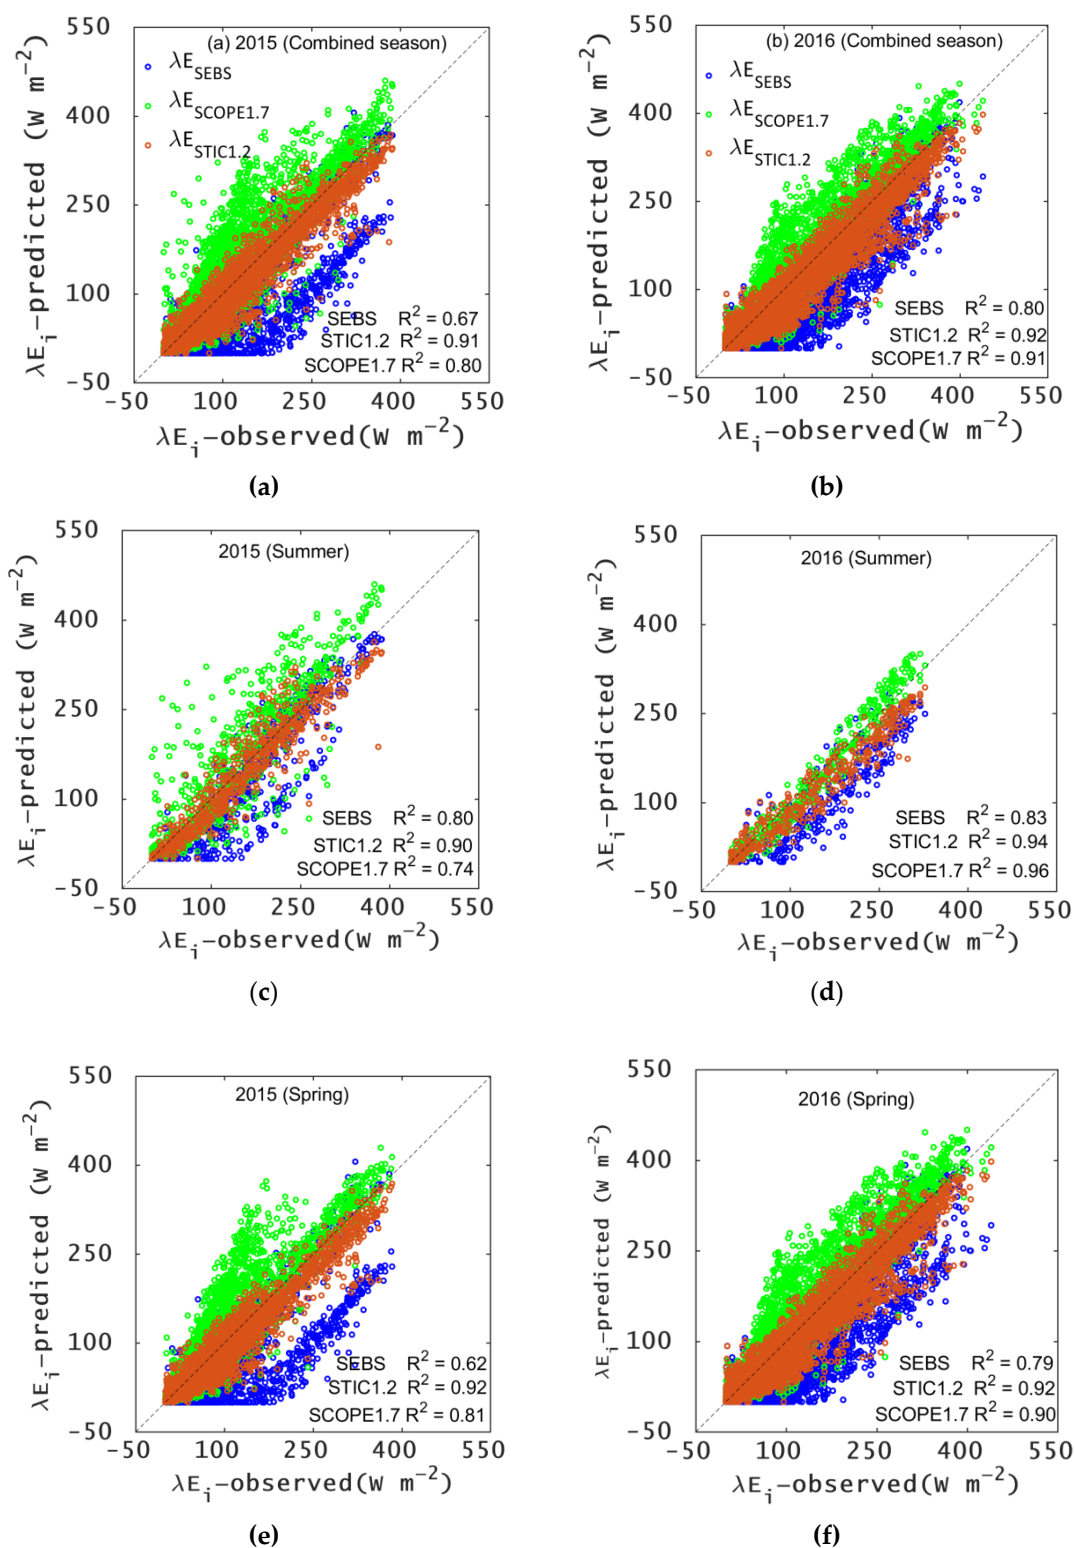 (a) 2015 (Combined season)
λE_SEBS
λE_SCOPE1.7
λE_STIC1.2
550
400
250
100
-50
λE_i-predicted (W m^-2)
SEBS R² = 0.67
STIC1.2 R² = 0.91
SCOPE1.7 R² = 0.80
-50 100 250 400 550
λE_i-observed(W m^-2)
(a)
(b) 2016 (Combined season)
λE_SEBS
λE_SCOPE1.7
λE_STIC1.2
550
400
250
100
-50
λE_i-predicted (W m^-2)
SEBS R² = 0.80
STIC1.2 R² = 0.92
SCOPE1.7 R² = 0.91
-50 100 250 400 550
λE_i-observed(W m^-2)
(b)
2015 (Summer)
550
400
250
100
-50
λE_i-predicted (W m^-2)
SEBS R² = 0.80
STIC1.2 R² = 0.90
SCOPE1.7 R² = 0.74
-50 100 250 400 550
λE_i-observed(W m^-2)
(c)
2016 (Summer)
550
400
250
100
-50
λE_i-predicted (W m^-2)
SEBS R² = 0.83
STIC1.2 R² = 0.94
SCOPE1.7 R² = 0.96
-50 100 250 400 550
λE_i-observed(W m^-2)
(d)
2015 (Spring)
550
400
250
100
-50
λE_i-predicted (W m^-2)
SEBS R² = 0.62
STIC1.2 R² = 0.92
SCOPE1.7 R² = 0.81
-50 100 250 400 550
λE_i-observed(W m^-2)
(e)
2016 (Spring)
550
400
250
100
-50
λE_i-predicted (W m^-2)
SEBS R² = 0.79
STIC1.2 R² = 0.92
SCOPE1.7 R² = 0.90
-50 100 250 400 550
λE_i-observed(W m^-2)
(f)